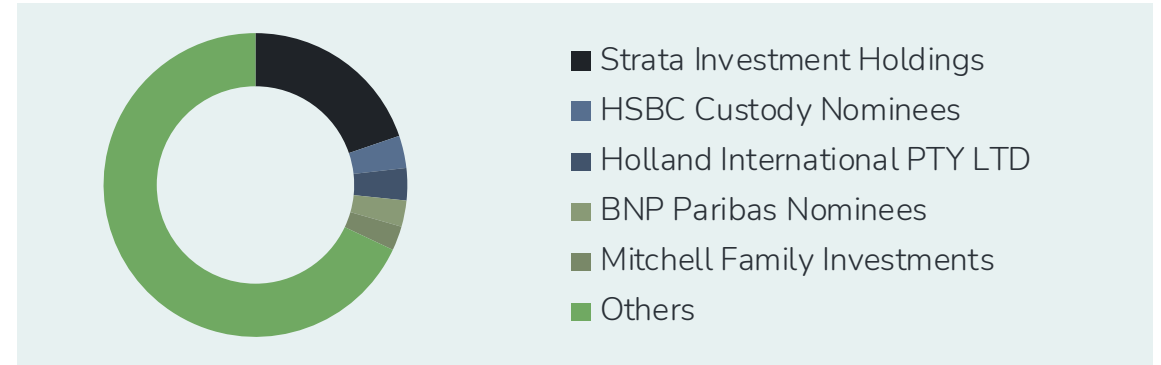 Strata Investment Holdings
HSBC Custody Nominees
Holland International PTY LTD
BNP Paribas Nominees
Mitchell Family Investments
Others